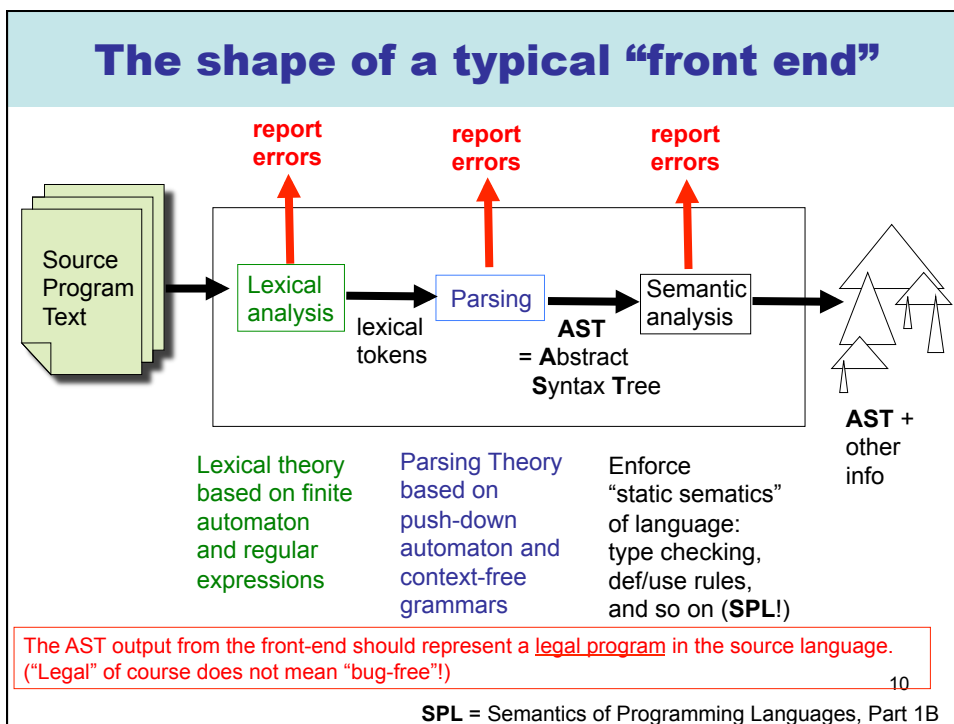 The shape of a typical “front end”
report
errors
report
errors
report
errors
Source
Program
Text
Lexical
analysis
lexical
tokens
Parsing
AST
= Abstract
Syntax Tree
Semantic
analysis
AST +
other
info
Lexical theory
based on finite
automaton
and regular
expressions
Parsing Theory
based on
push-down
automaton and
context-free
grammars
Enforce
“static sematics”
of language:
type checking,
def/use rules,
and so on (SPL!)
The AST output from the front-end should represent a legal program in the source language.
(“Legal” of course does not mean “bug-free”!)
10
SPL = Semantics of Programming Languages, Part 1B